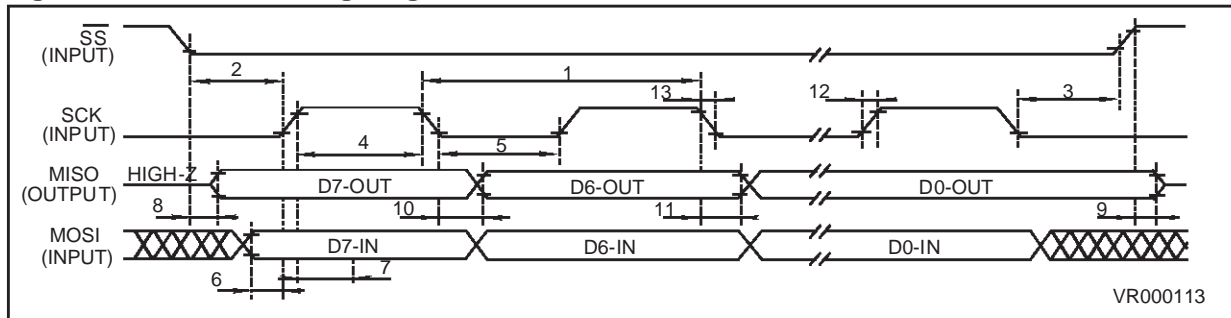 SS
(INPUT)
2
1
13
12
3
SCK
(INPUT)
4
5
MISO
(OUTPUT)
HIGH-Z
D7-OUT
D6-OUT
D0-OUT
8
10
11
9
MOSI
(INPUT)
D7-IN
D6-IN
D0-IN
7
6
VR000113